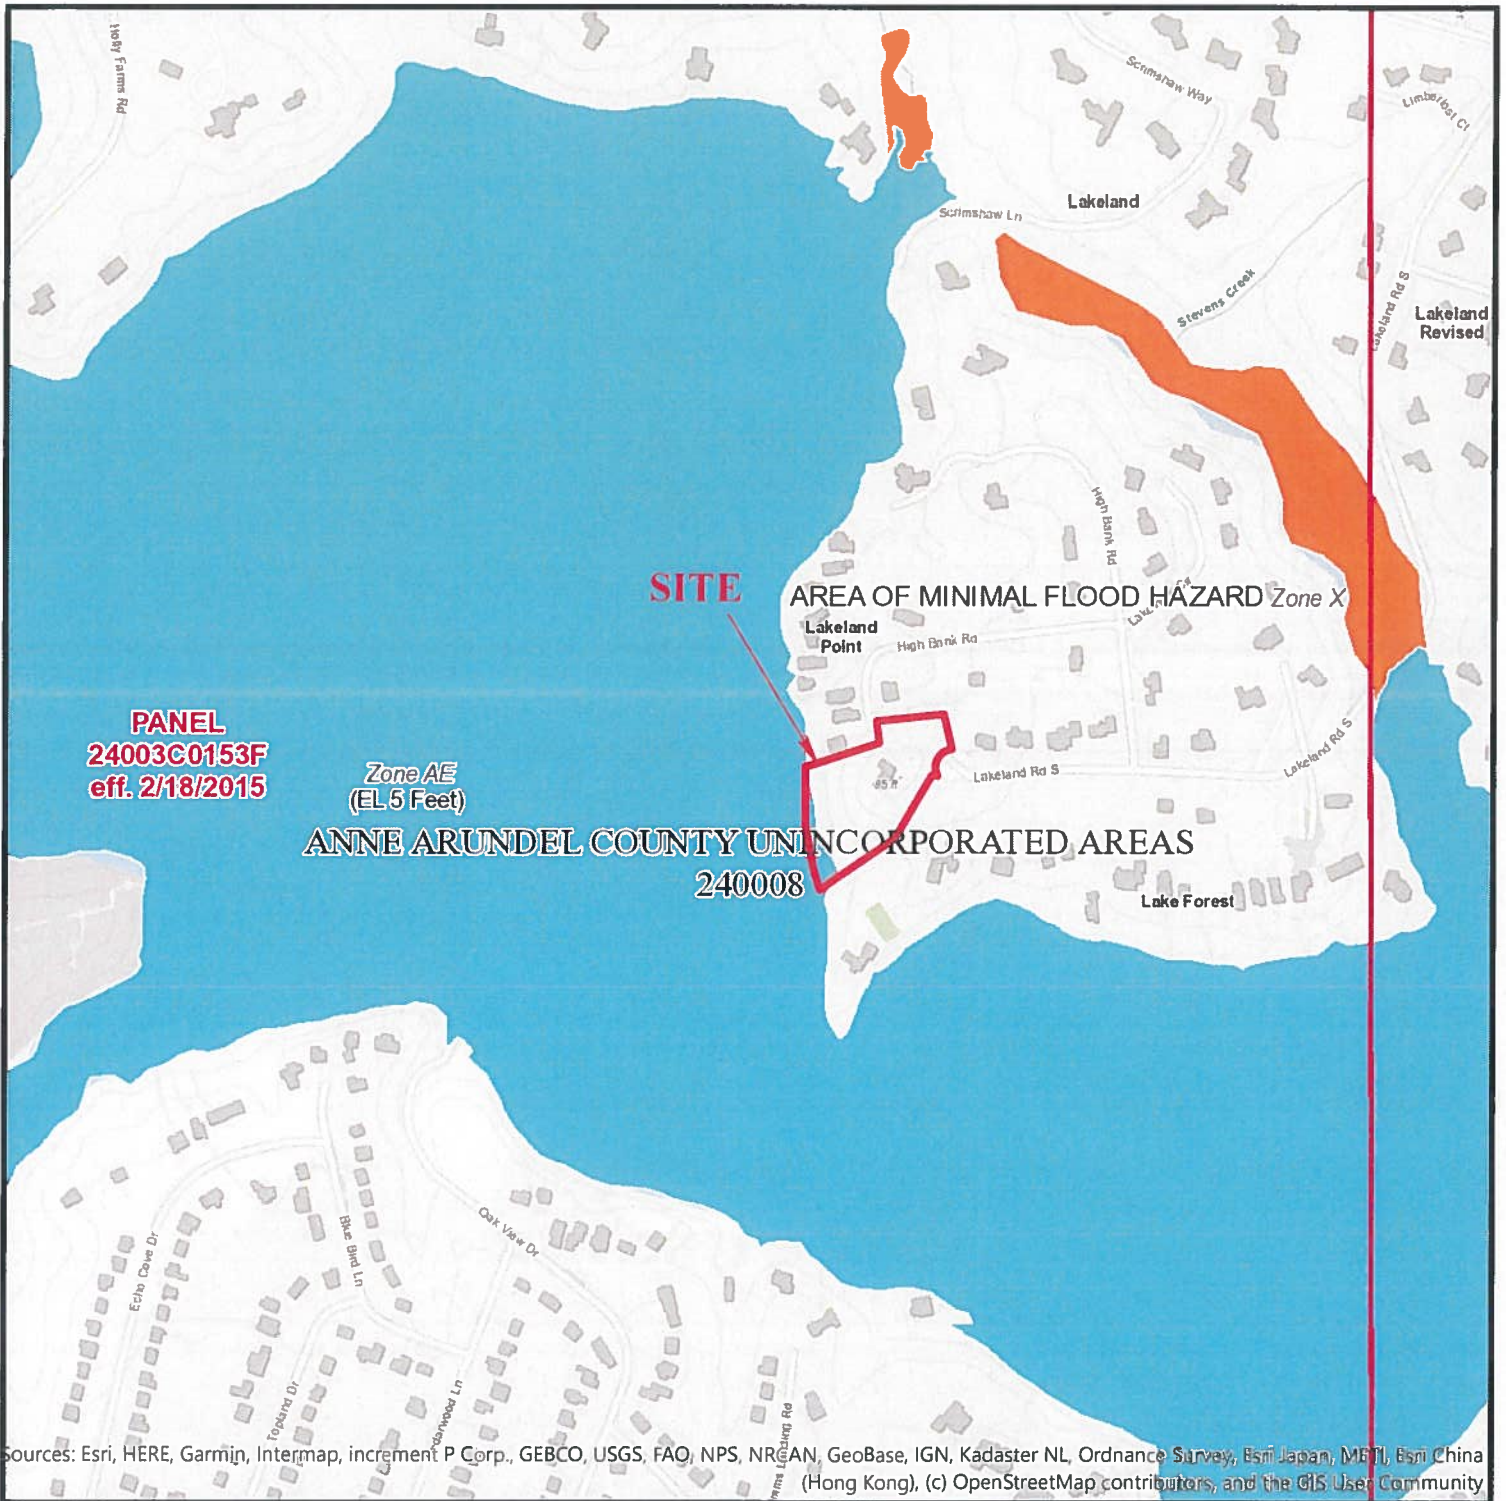 Holly Farms Rd
Scrimshaw Way
Limberlost Ct
Lakeland
Scrimshaw Ln
Stevens Creek
Lakeland Rd S
Lakeland
Revised
High Bank Rd
SITE
AREA OF MINIMAL FLOOD HAZARD Zone X
Lakeland
Point
High Bank Rd
PANEL
24003C0153F
eff. 2/18/2015
Zone AE
(EL 5 Feet)
Lakeland Rd S
Lakeland Rd S
ANNE ARUNDEL COUNTY UNINCORPORATED AREAS
240008
Lake Forest
Oak View Dr
Echo Cove Dr
Blue Bird Ln
Topland Dr
Landing Rd
Sources: Esri, HERE, Garmin, Intermap, increment P Corp., GEBCO, USGS, FAO, NPS, NRCAN, GeoBase, IGN, Kadaster NL, Ordnance Survey, Esri Japan, METI, Esri China
(Hong Kong), (c) OpenStreetMap contributors, and the GIS User Community